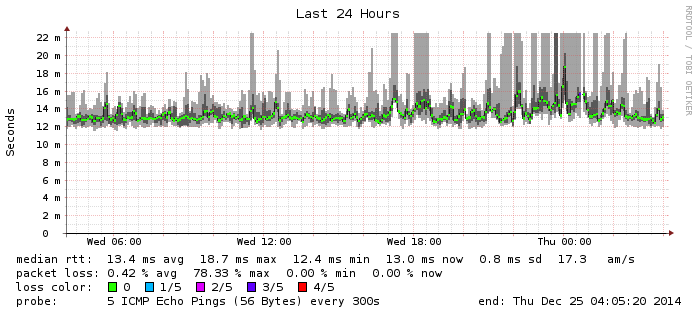 Last 24 Hours
RRDTOOL / TOBI OETIKER
Seconds
22 m
20 m
18 m
16 m
14 m
12 m
10 m
8 m
6 m
4 m
2 m
0
Wed 06:00 Wed 12:00 Wed 18:00 Thu 00:00
median rtt: 13.4 ms avg 18.7 ms max 12.4 ms min 13.0 ms now 0.8 ms sd 17.3 am/s
packet loss: 0.42 % avg 78.33 % max 0.00 % min 0.00 % now
loss color: 0 1/5 2/5 3/5 4/5
probe: 5 ICMP Echo Pings (56 Bytes) every 300s end: Thu Dec 25 04:05:20 2014